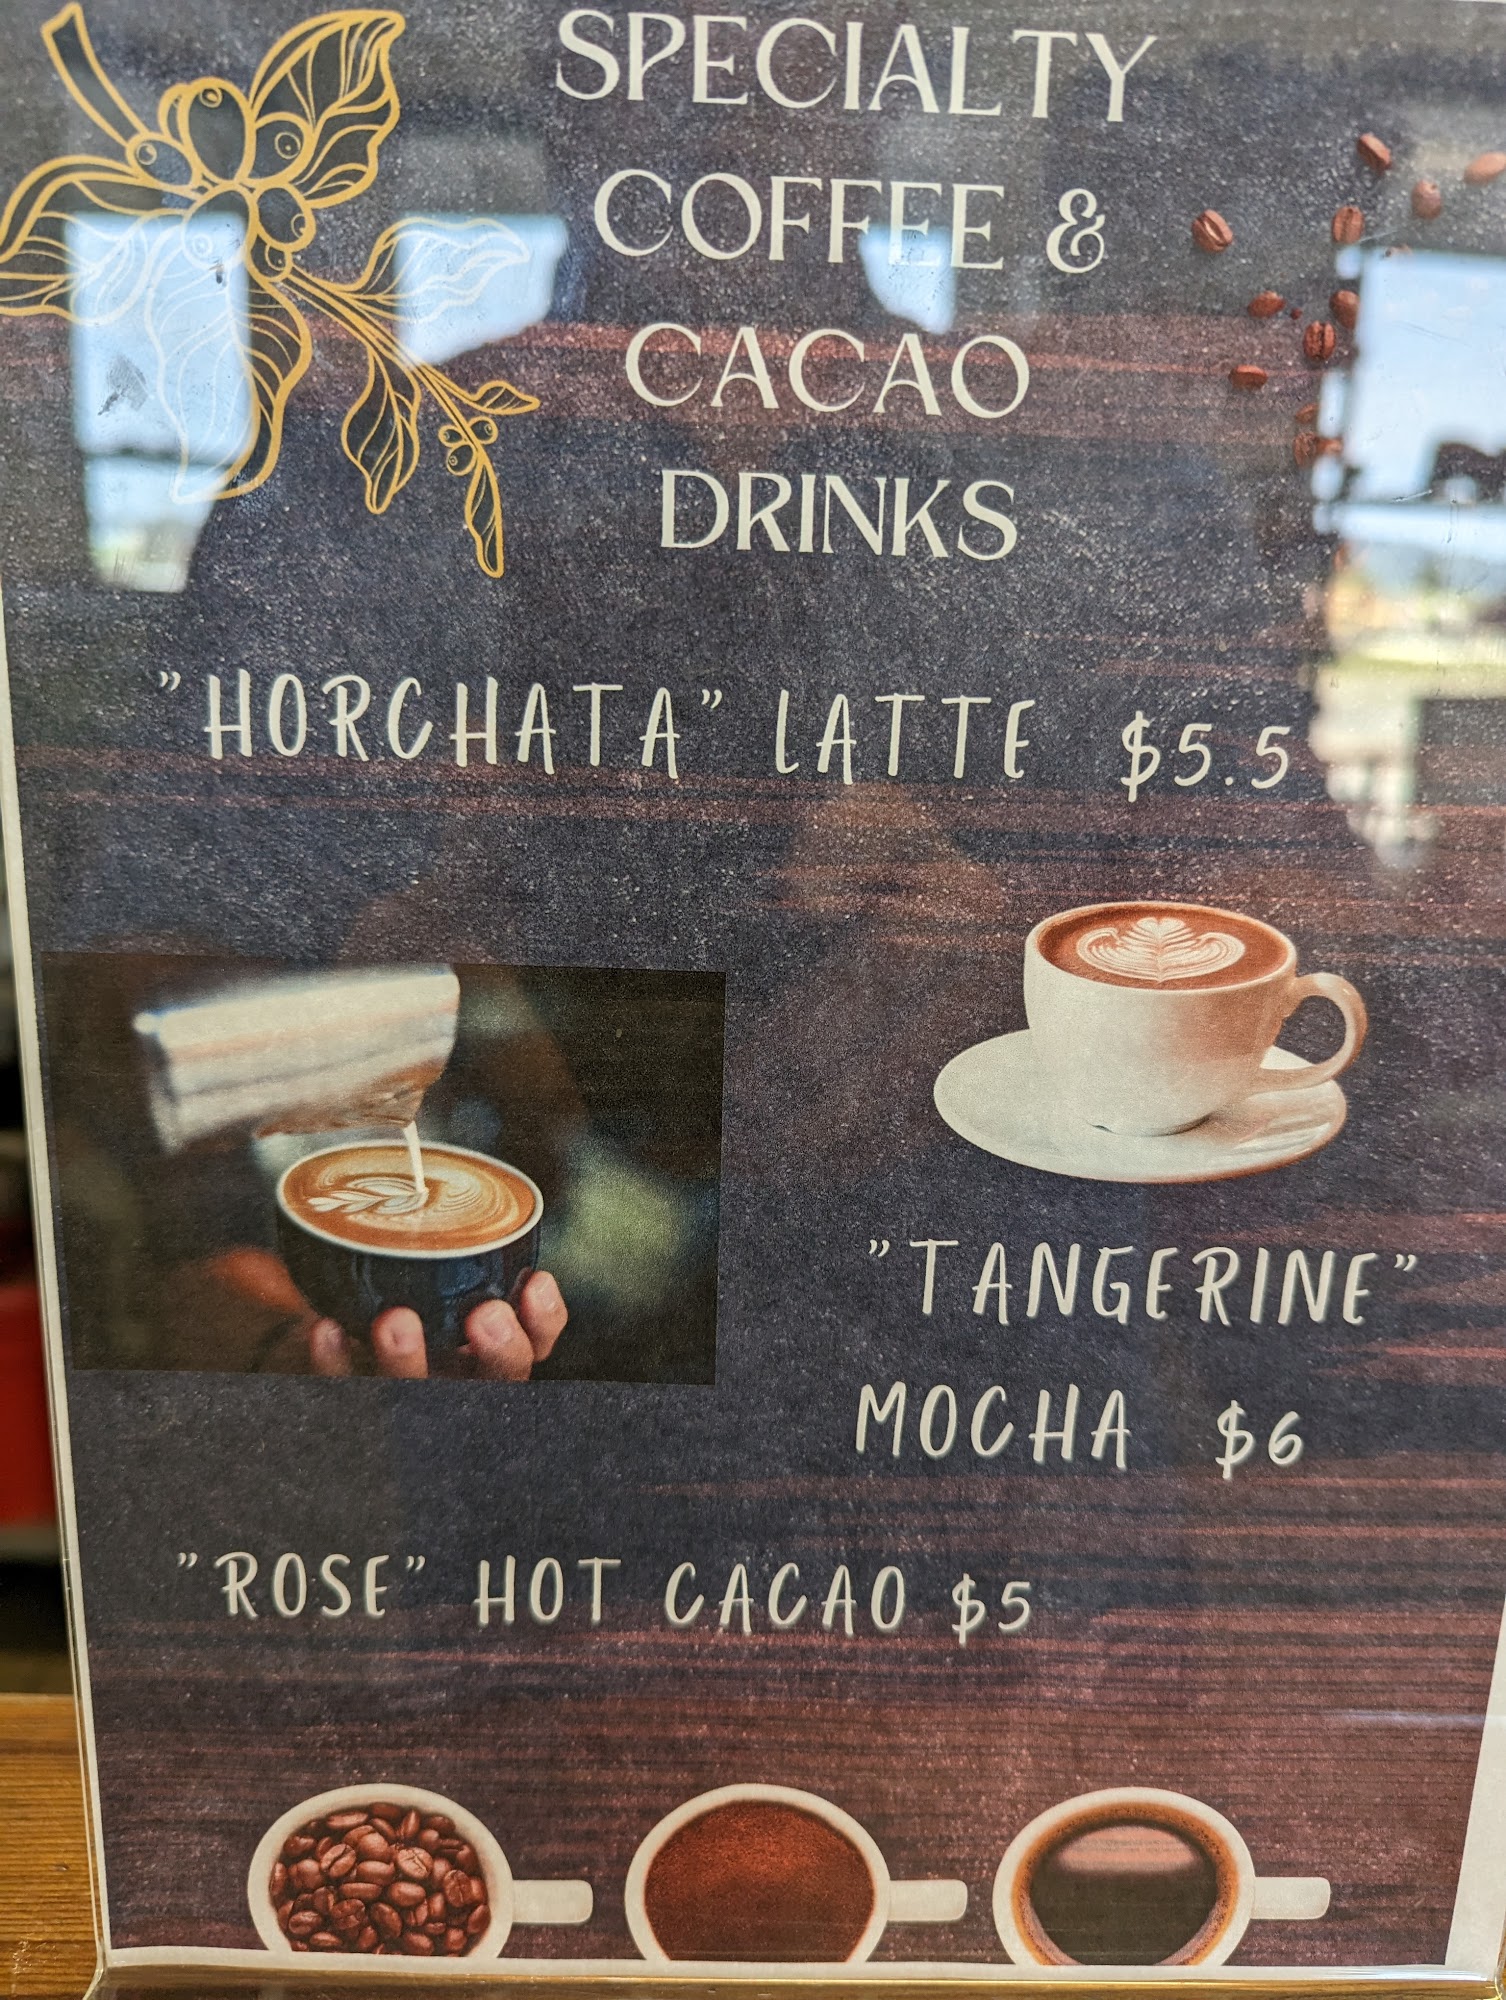 SPECIALTY
COFFEE &
CACAO
DRINKS
"HORCHATA" LATTE $5.5
"TANGERINE"
MOCHA $6
"ROSE" HOT CACAO $5